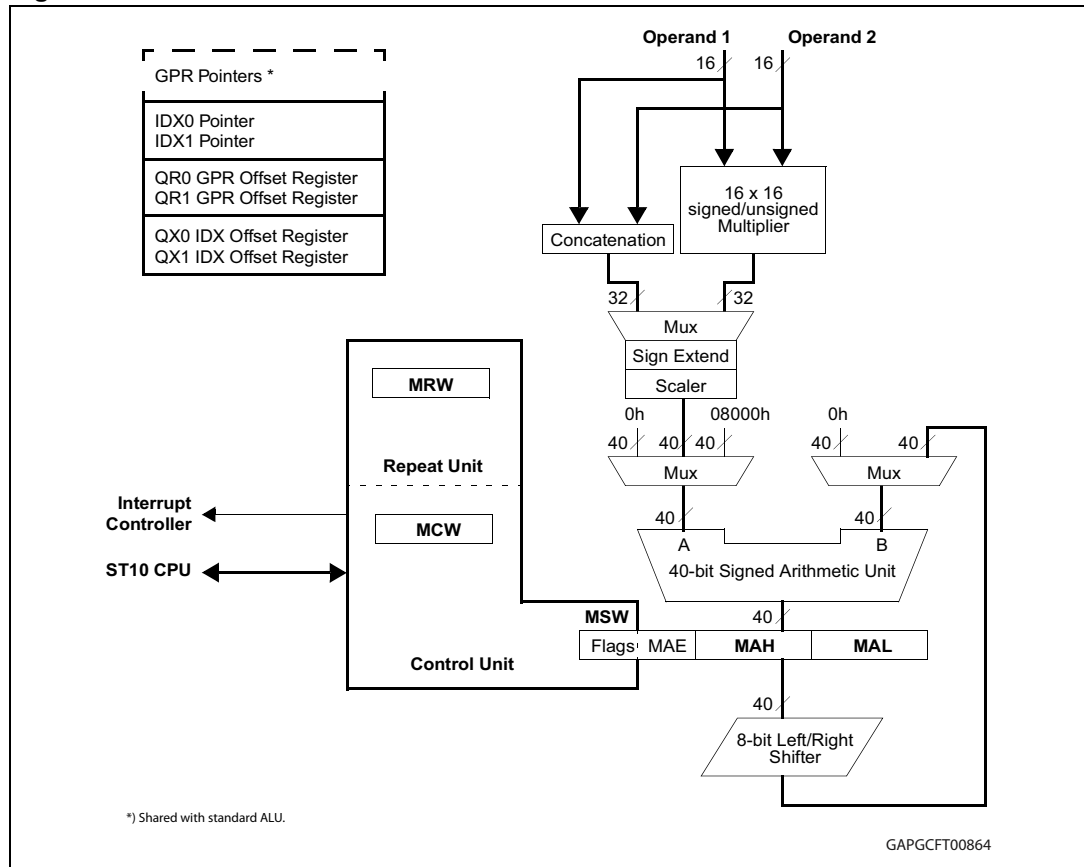 GPR Pointers *
IDX0 Pointer
IDX1 Pointer
QR0 GPR Offset Register
QR1 GPR Offset Register
QX0 IDX Offset Register
QX1 IDX Offset Register
Operand 1
Operand 2
16
16
16 x 16
signed/unsigned
Multiplier
Concatenation
32
32
Mux
Sign Extend
Scaler
0h
08000h
0h
40
40
40
40
40
Mux
Mux
40
40
A
B
40-bit Signed Arithmetic Unit
MRW
Repeat Unit
Interrupt
Controller
MCW
ST10 CPU
Control Unit
40
MSW
Flags
MAE
MAH
MAL
40
8-bit Left/Right
Shifter
*) Shared with standard ALU.
GAPGCFT00864